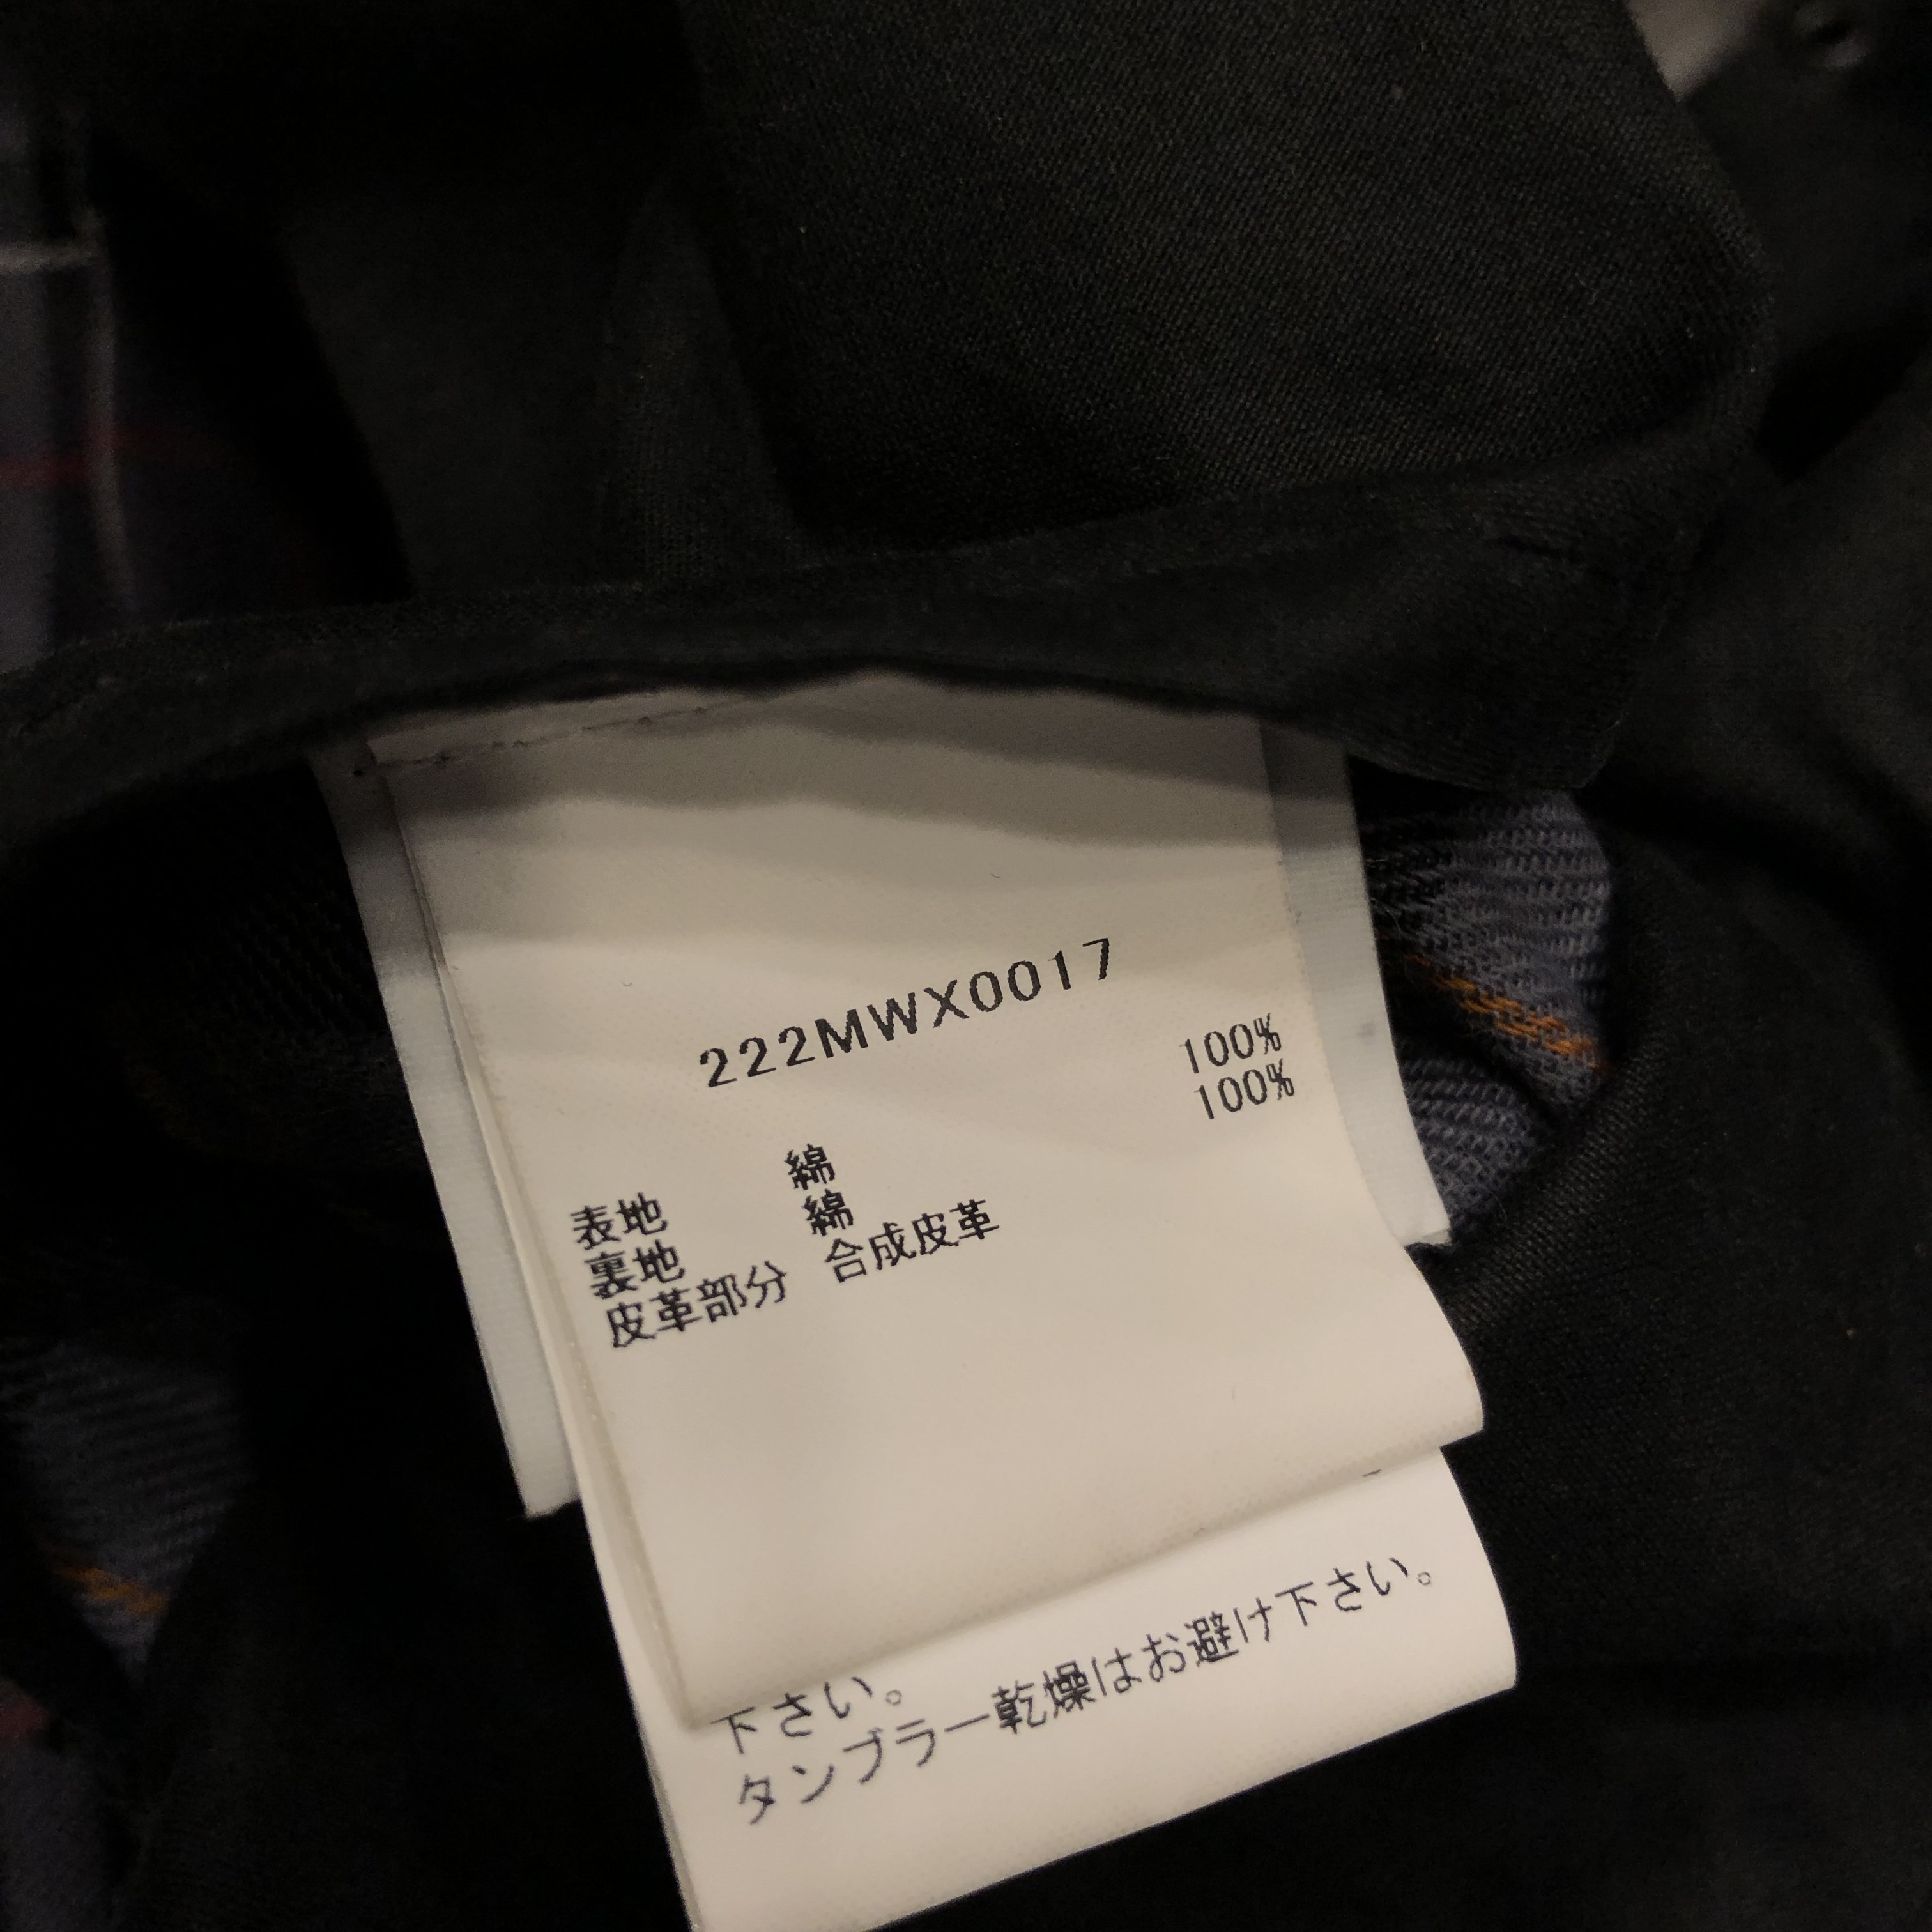 222MWX0017
表地 綿 100%
裏地 綿 100%
皮革部分 合成皮革
下さい。
タンブラー乾燥はお避け下さい。